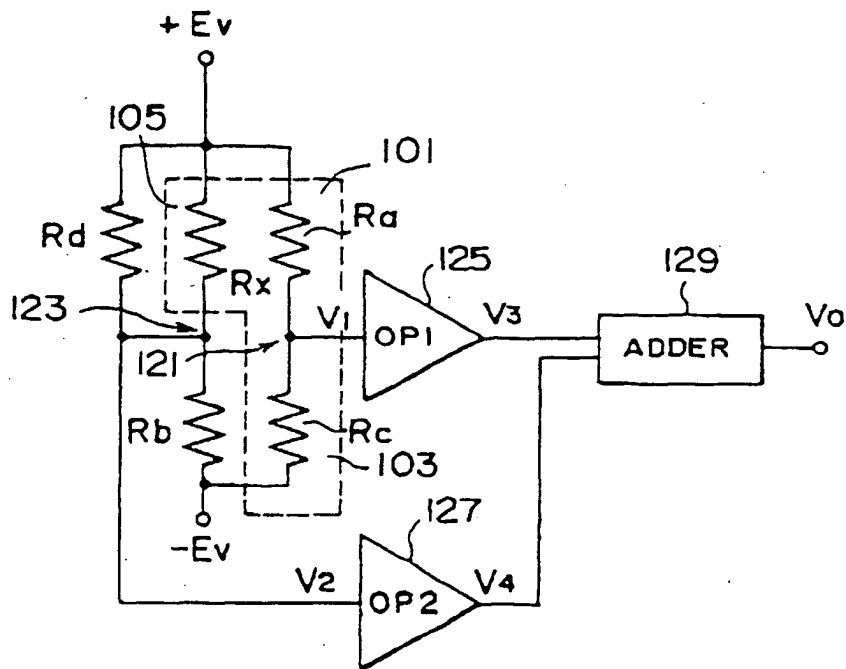 +Ev
105
101
Rd
Ra
Rx
125
129
123
V1
OP1
V3
ADDER
Vo
121
Rb
Rc
103
-Ev
127
V2
OP2
V4